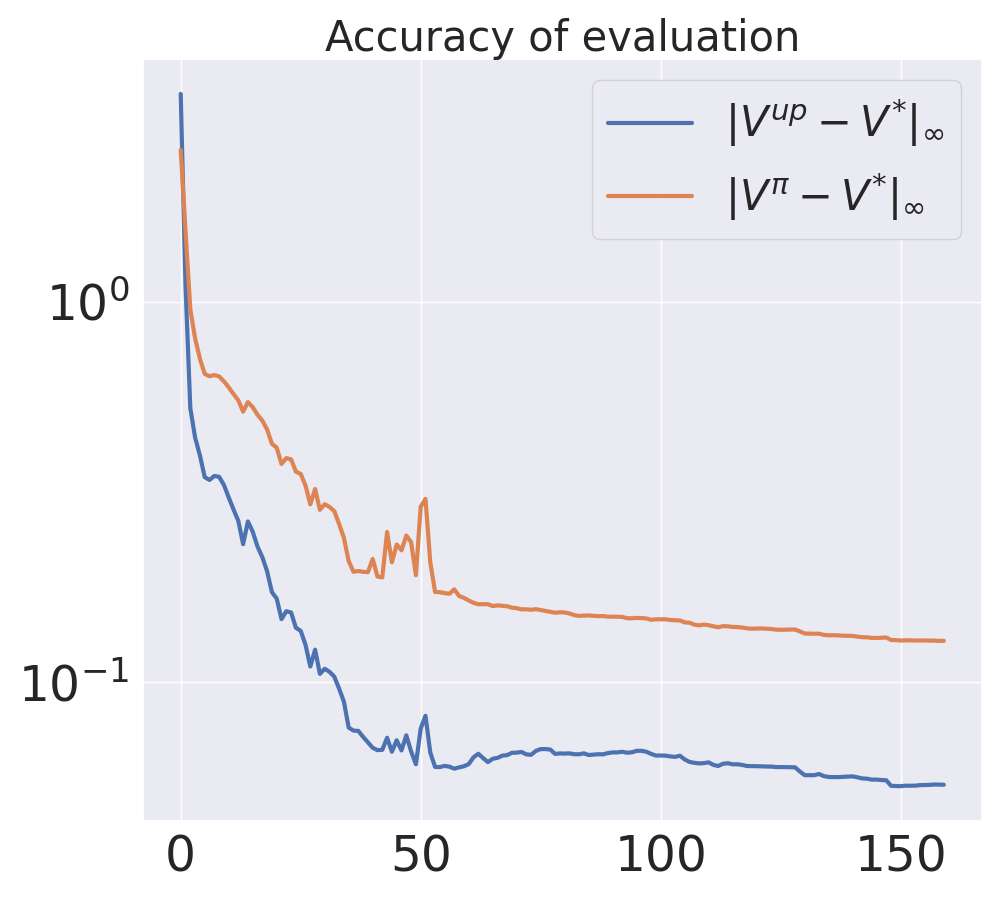 Accuracy of evaluation
|V^{up} − V^*|_∞
|V^π − V^*|_∞
10^0
10^{−1}
0 50 100 150